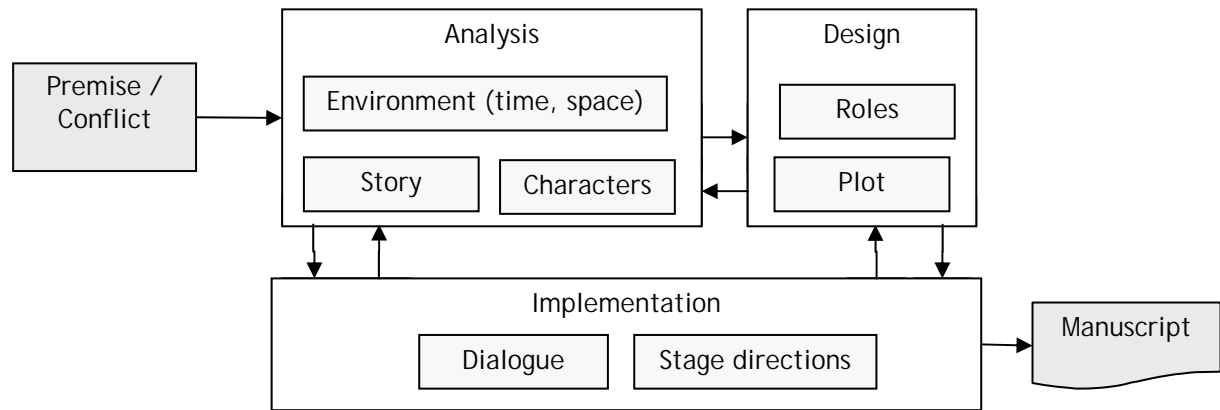 Premise /
Conflict
Analysis
Environment (time, space)
Story
Characters
Design
Roles
Plot
Implementation
Dialogue
Stage directions
Manuscript